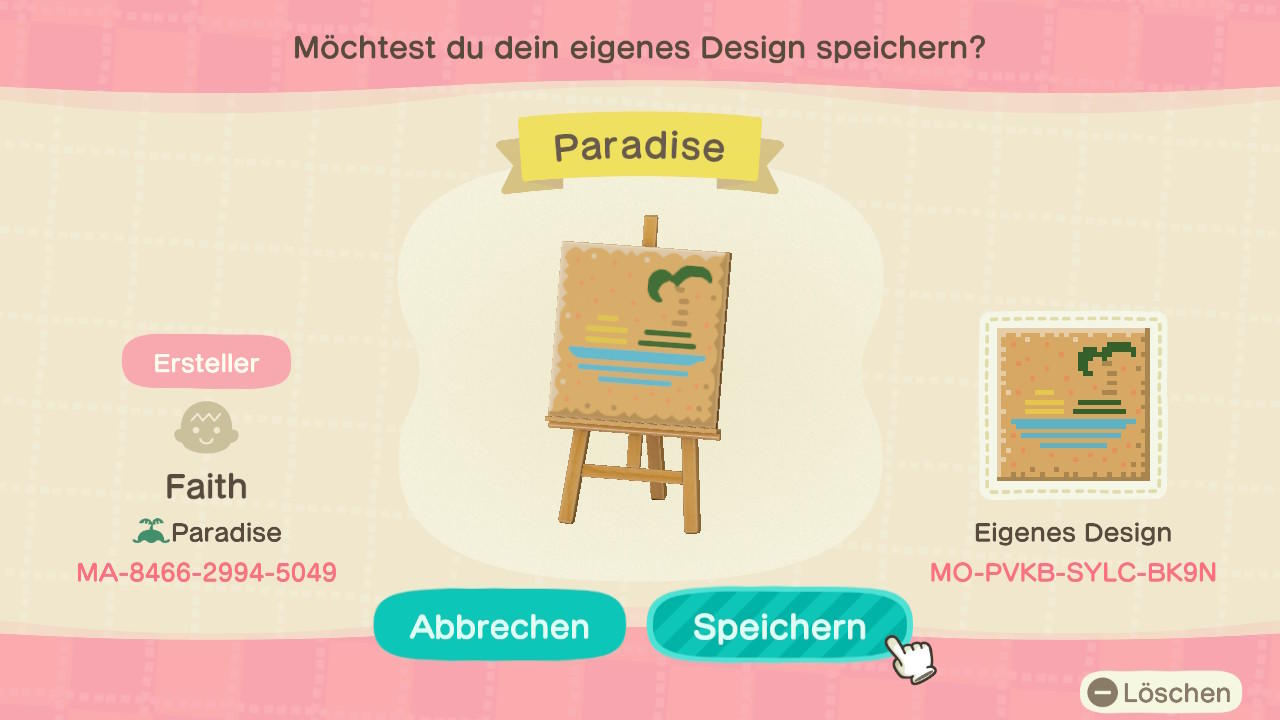 Möchtest du dein eigenes Design speichern?
Paradise
Ersteller
Faith
Paradise
MA-8466-2994-5049
Eigenes Design
MO-PVKB-SYLC-BK9N
Abbrechen
Speichern
Löschen